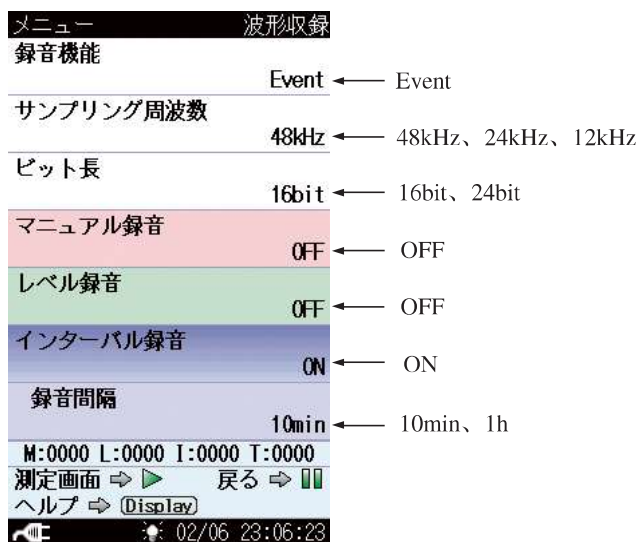 メニュー 波形収録
録音機能
Event Event
サンプリング周波数
48kHz 48kHz、24kHz、12kHz
ビット長
16bit 16bit、24bit
マニュアル録音
OFF OFF
レベル録音
OFF OFF
インターバル録音
ON ON
録音間隔
10min 10min、1h
M:0000 L:0000 I:0000 T:0000
測定画面 ⇨ ▷ 戻る ⇨
ヘルプ ⇨ Display
02/06 23:06:23